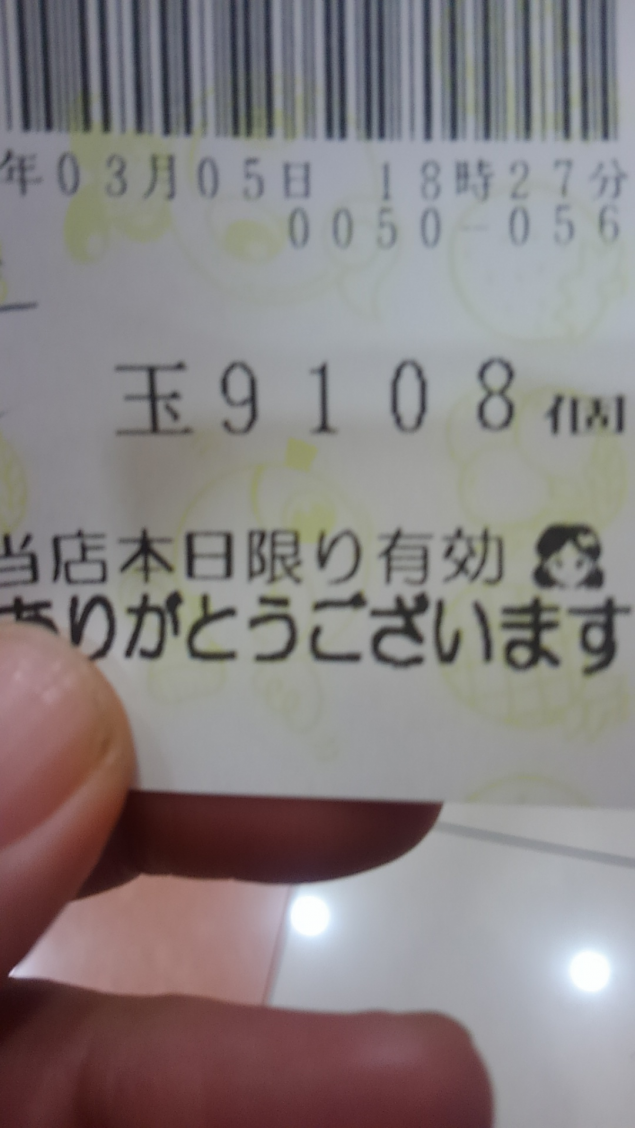 年03月05日 18時27分
0050-056
玉9108個
当店本日限り有効
ありがとうございます